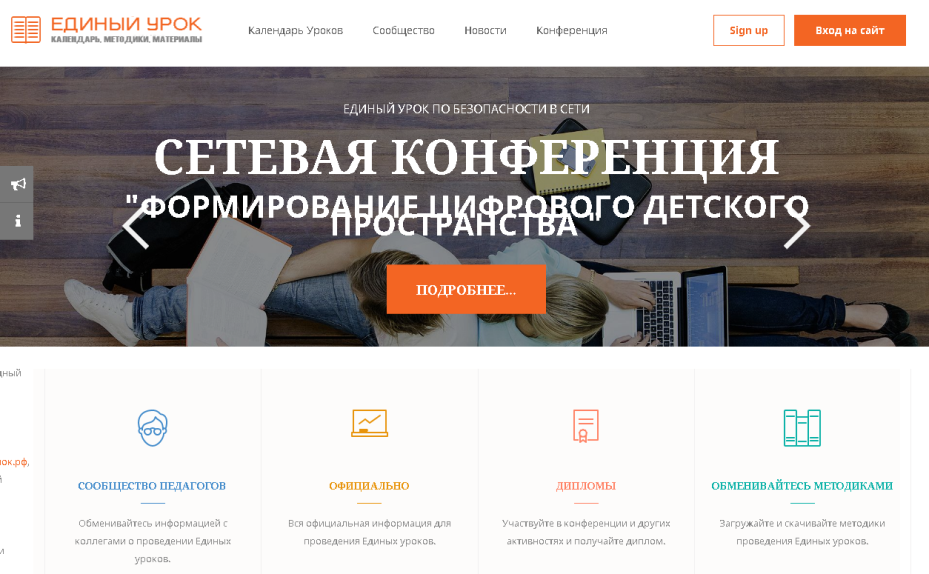 ЕДИНЫЙ УРОК
КАЛЕНДАРЬ, МЕТОДИКИ, МАТЕРИАЛЫ
Календарь Уроков
Сообщество
Новости
Конференция
Sign up
Вход на сайт
ЕДИНЫЙ УРОК ПО БЕЗОПАСНОСТИ В СЕТИ
СЕТЕВАЯ КОНФЕРЕНЦИЯ
"ФОРМИРОВАНИЕ ЦИФРОВОГО ДЕТСКОГО
ПРОСТРАНСТВА"
ПОДРОБНЕЕ...
СООБЩЕСТВО ПЕДАГОГОВ
Обменивайтесь информацией с
коллегами о проведении Единых
уроков.
ОФИЦИАЛЬНО
Вся официальная информация для
проведения Единых уроков.
ДИПЛОМЫ
Участвуйте в конференции и других
активностях и получайте диплом.
ОБМЕНИВАЙТЕСЬ МЕТОДИКАМИ
Загружайте и скачивайте методики
проведения Единых уроков.